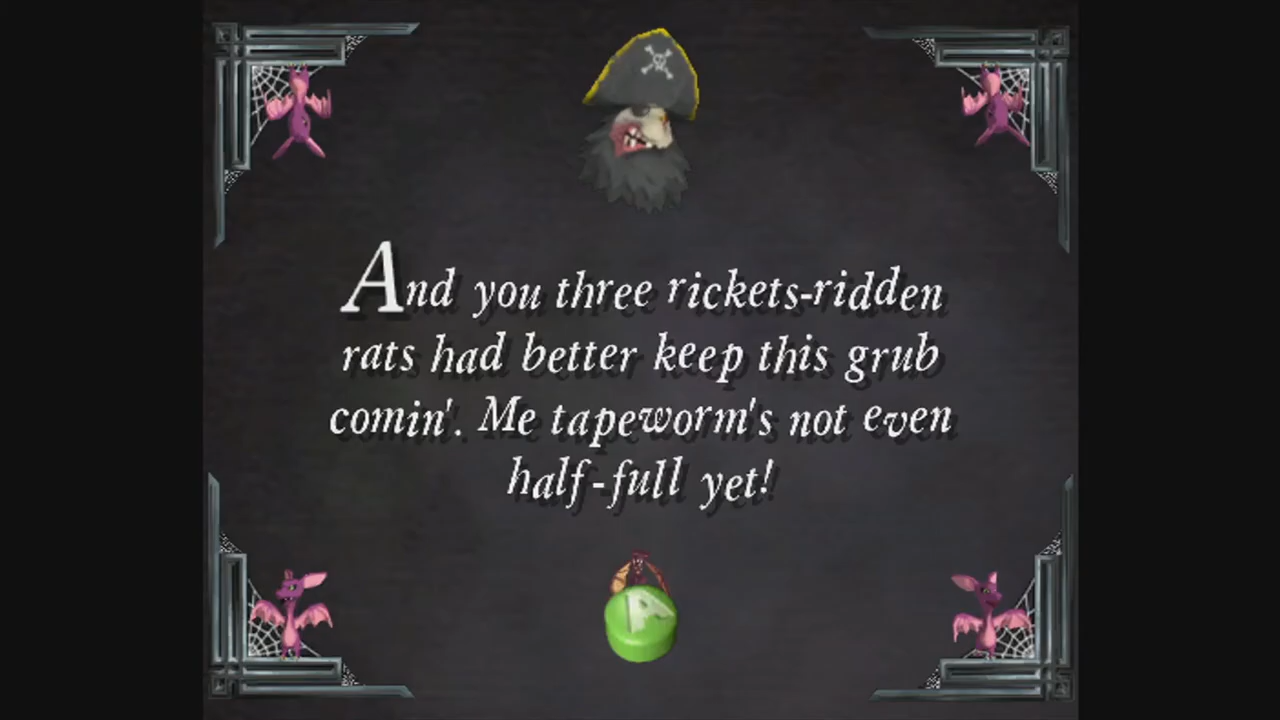 And you three rickets-ridden
rats had better keep this grub
comin'. Me tapeworm's not even
half-full yet!
A